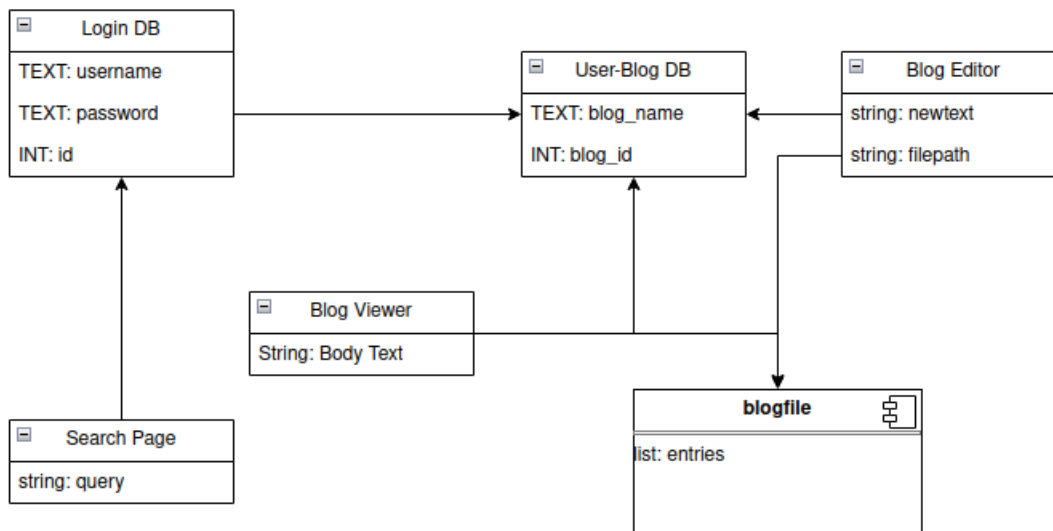 Login DB
TEXT: username
TEXT: password
INT: id
User-Blog DB
TEXT: blog_name
INT: blog_id
Blog Editor
string: newtext
string: filepath
Blog Viewer
String: Body Text
Search Page
string: query
blogfile
list: entries